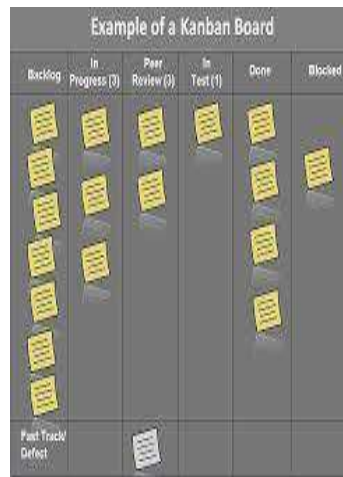 Example of a Kanban Board
Backlog
In
Progress (3)
Peer
Review (3)
In
Test (1)
Done
Blocked
Fast Track/
Defect